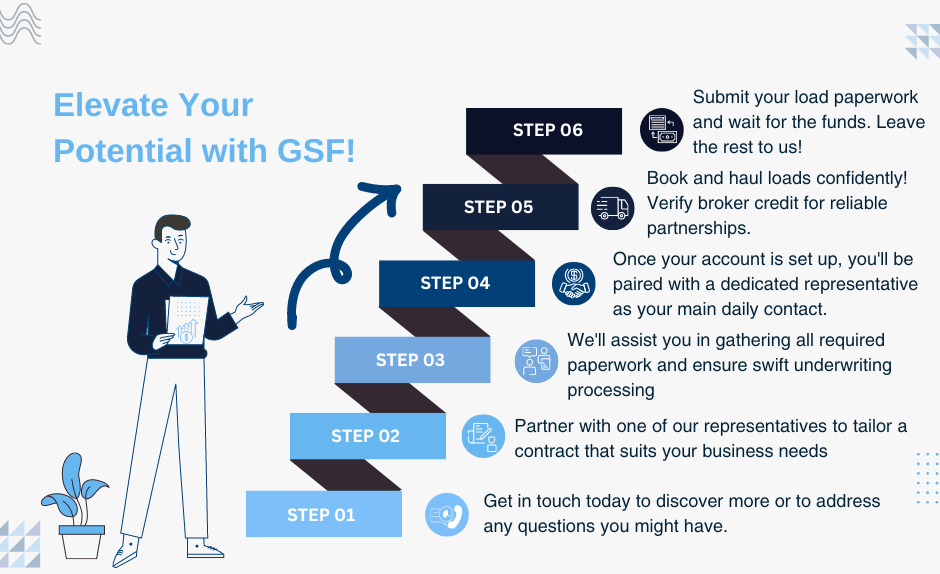 Elevate Your
Potential with GSF!
STEP 06
Submit your load paperwork
and wait for the funds. Leave
the rest to us!
STEP 05
Book and haul loads confidently!
Verify broker credit for reliable
partnerships.
STEP 04
Once your account is set up, you'll be
paired with a dedicated representative
as your main daily contact.
STEP 03
We'll assist you in gathering all required
paperwork and ensure swift underwriting
processing
STEP 02
Partner with one of our representatives to tailor a
contract that suits your business needs
STEP 01
Get in touch today to discover more or to address
any questions you might have.